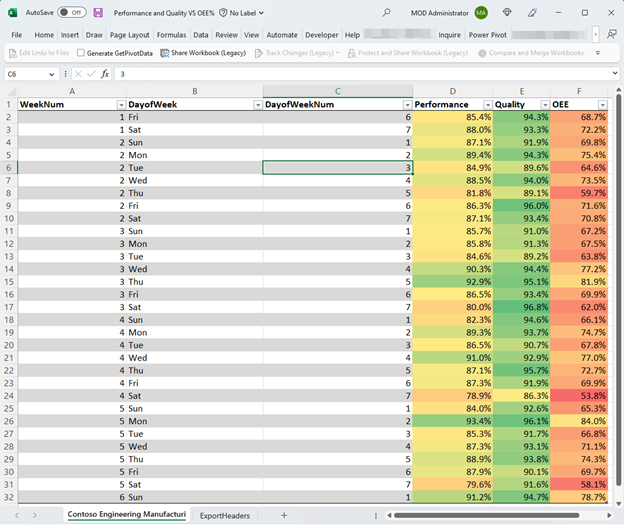 AutoSave Off Performance and Quality VS OEE% No Label MOD Administrator MA
File Home Insert Draw Page Layout Formulas Data Review View Automate Developer Help Inquire Power Pivot
Edit Links to Files Generate GetPivotData Share Workbook (Legacy) Track Changes (Legacy) Protect and Share Workbook (Legacy) Compare and Merge Workbooks
C6 fx 3
A B C D E F
1 WeekNum DayofWeek DayofWeekNum Performance Quality OEE
2 1 Fri 6 85.4% 94.3% 68.7%
3 1 Sat 7 88.0% 93.3% 72.2%
4 2 Sun 1 87.1% 91.9% 69.8%
5 2 Mon 2 89.4% 94.3% 75.4%
6 2 Tue 3 84.9% 89.6% 64.6%
7 2 Wed 4 88.5% 94.0% 73.5%
8 2 Thu 5 81.8% 89.1% 59.7%
9 2 Fri 6 86.3% 96.0% 71.6%
10 2 Sat 7 87.1% 93.4% 70.8%
11 3 Sun 1 85.7% 91.0% 67.2%
12 3 Mon 2 85.8% 91.3% 67.5%
13 3 Tue 3 84.6% 89.2% 63.8%
14 3 Wed 4 90.3% 94.4% 77.2%
15 3 Thu 5 92.9% 95.1% 81.9%
16 3 Fri 6 86.5% 93.4% 69.9%
17 3 Sat 7 80.0% 96.8% 62.0%
18 4 Sun 1 82.3% 94.6% 66.1%
19 4 Mon 2 89.3% 93.7% 74.7%
20 4 Tue 3 86.5% 90.7% 67.8%
21 4 Wed 4 91.0% 92.9% 77.0%
22 4 Thu 5 87.1% 95.7% 72.7%
23 4 Fri 6 87.3% 91.9% 69.9%
24 4 Sat 7 78.9% 86.3% 53.8%
25 5 Sun 1 84.0% 92.6% 65.3%
26 5 Mon 2 93.4% 96.1% 84.0%
27 5 Tue 3 85.3% 91.7% 66.8%
28 5 Wed 4 87.3% 93.1% 71.1%
29 5 Thu 5 88.9% 93.8% 74.3%
30 5 Fri 6 87.9% 90.1% 69.7%
31 5 Sat 7 79.6% 91.6% 58.1%
32 6 Sun 1 91.2% 94.7% 78.7%
Contoso Engineering Manufacturi ExportHeaders